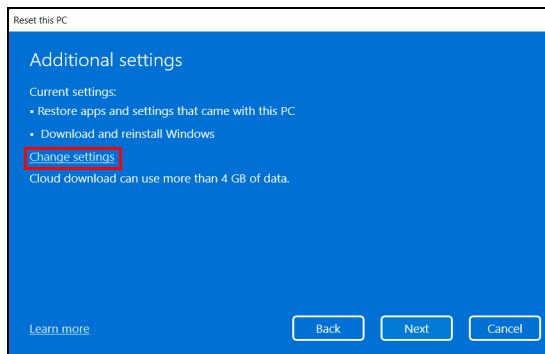 Reset this PC
Additional settings
Current settings:
• Restore apps and settings that came with this PC
• Download and reinstall Windows
Change settings
Cloud download can use more than 4 GB of data.
Learn more
Back
Next
Cancel